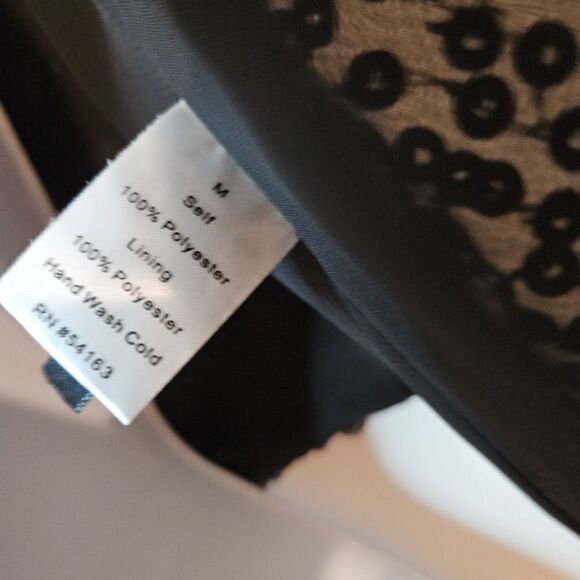 M
Self
100% Polyester
Lining
100% Polyester
Hand Wash Cold
RN #54163